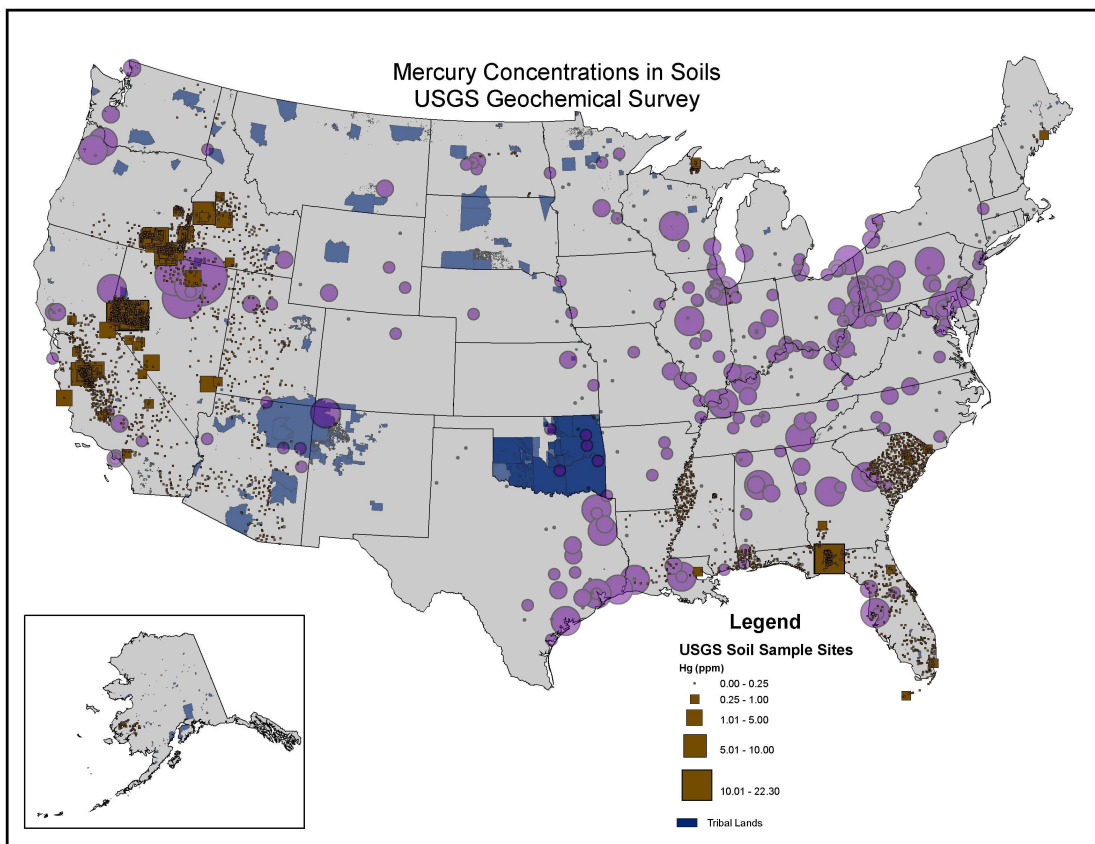 Mercury Concentrations in Soils
USGS Geochemical Survey
Legend
USGS Soil Sample Sites
Hg (ppm)
0.00 - 0.25
0.25 - 1.00
1.01 - 5.00
5.01 - 10.00
10.01 - 22.30
Tribal Lands